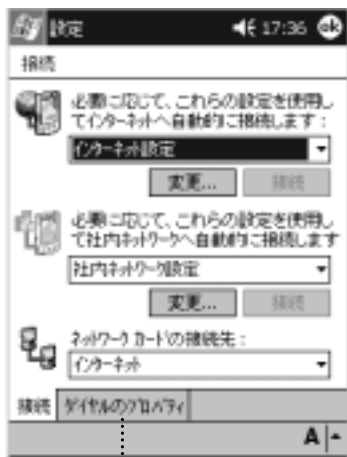 設定 17:36 ok
接続
必要に応じて、これらの設定を使用し
てインターネットへ自動的に接続します：
インターネット設定
変更... 接続
必要に応じて、これらの設定を使用し
て社内ネットワークへ自動的に接続します
社内ネットワーク設定
変更... 接続
ネットワーク カードの接続先：
インターネット
接続 ダイヤルのプロパティ
A